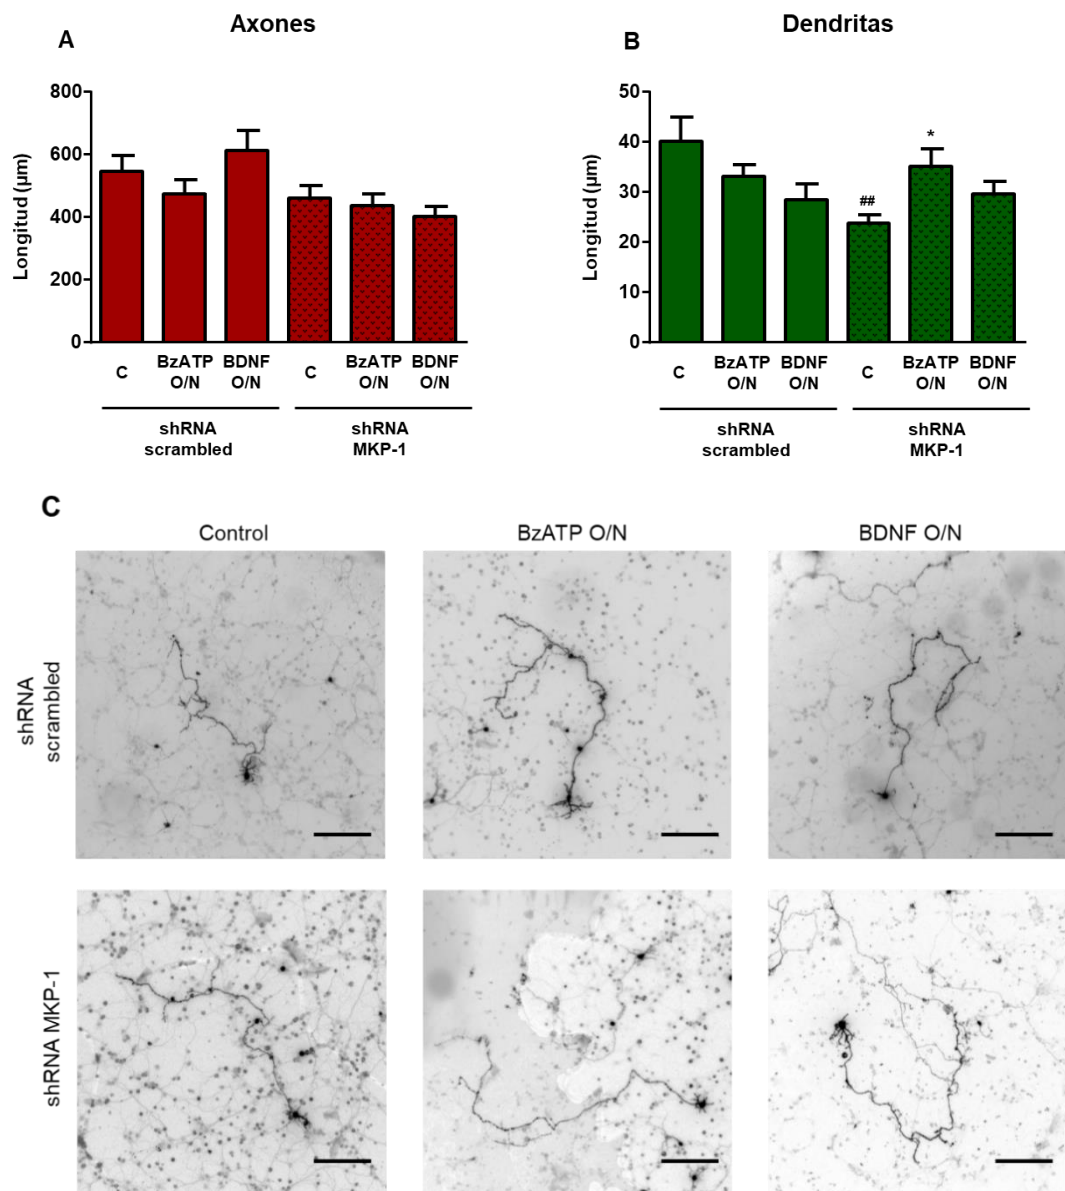 Axones
A
Longitud (µm)
800
600
400
200
0
C
BzATP
O/N
BDNF
O/N
C
BzATP
O/N
BDNF
O/N
shRNA
scrambled
shRNA
MKP-1
Dendritas
B
Longitud (µm)
50
40
30
20
10
0
##
*
C
BzATP
O/N
BDNF
O/N
C
BzATP
O/N
BDNF
O/N
shRNA
scrambled
shRNA
MKP-1
C
Control
BzATP O/N
BDNF O/N
shRNA
scrambled
shRNA MKP-1